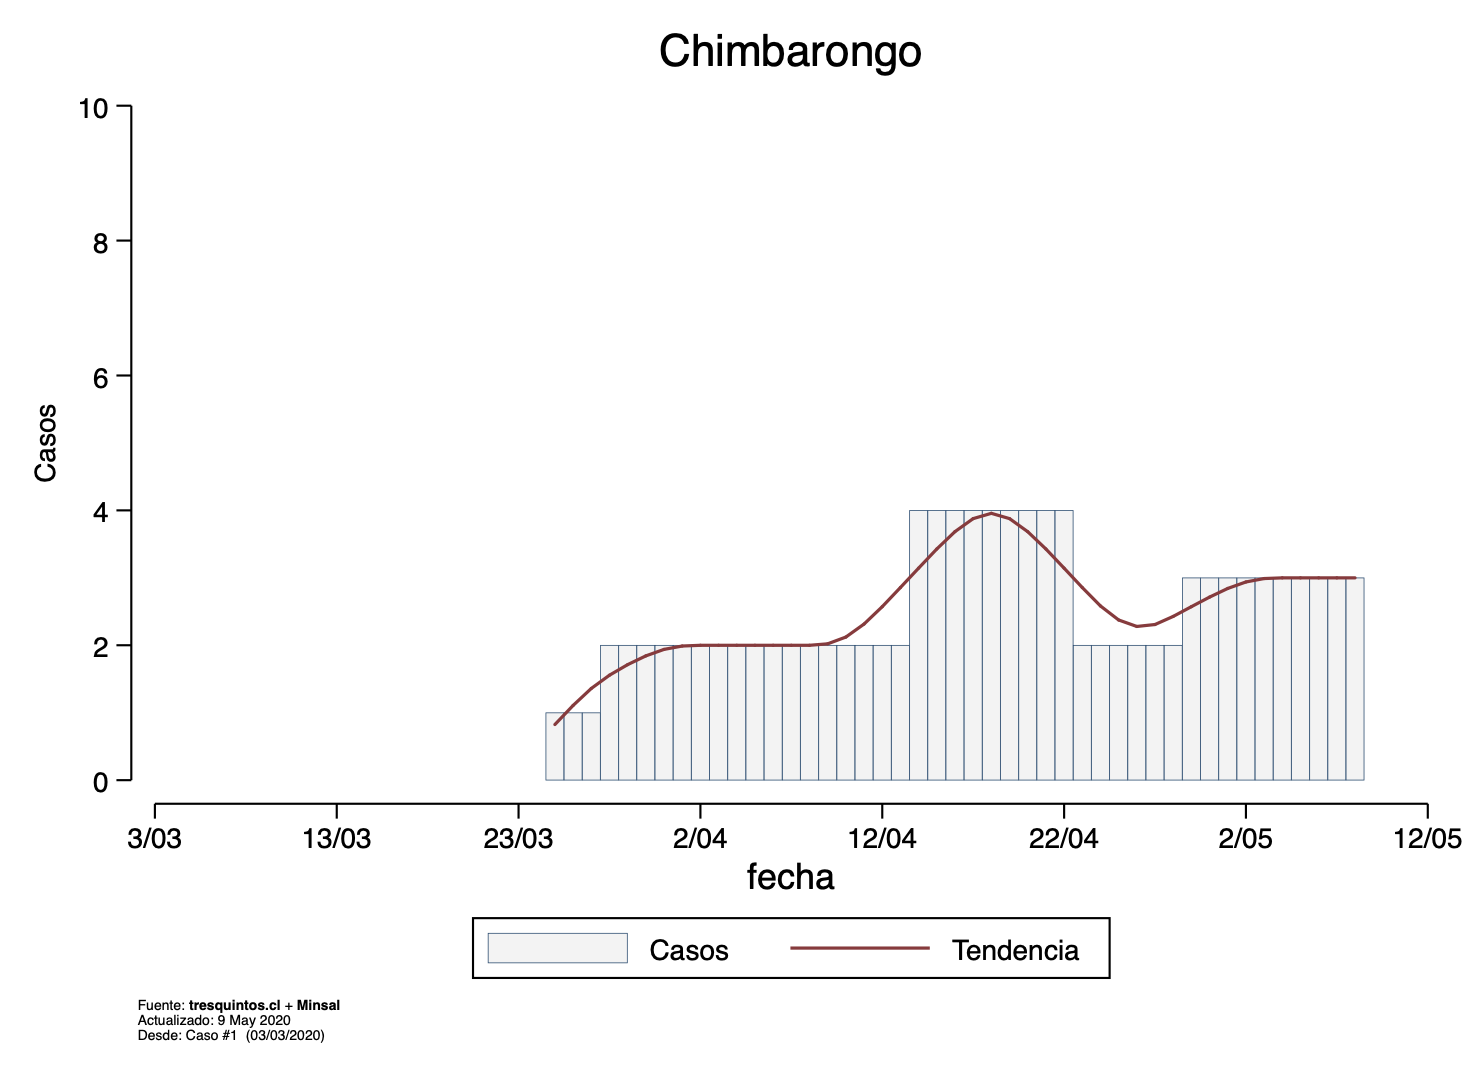 Chimbarongo
10
8
6
4
2
0
Casos
3/03 13/03 23/03 2/04 12/04 22/04 2/05 12/05
fecha
Casos Tendencia
Fuente: tresquintos.cl + Minsal
Actualizado: 9 May 2020
Desde: Caso #1 (03/03/2020)